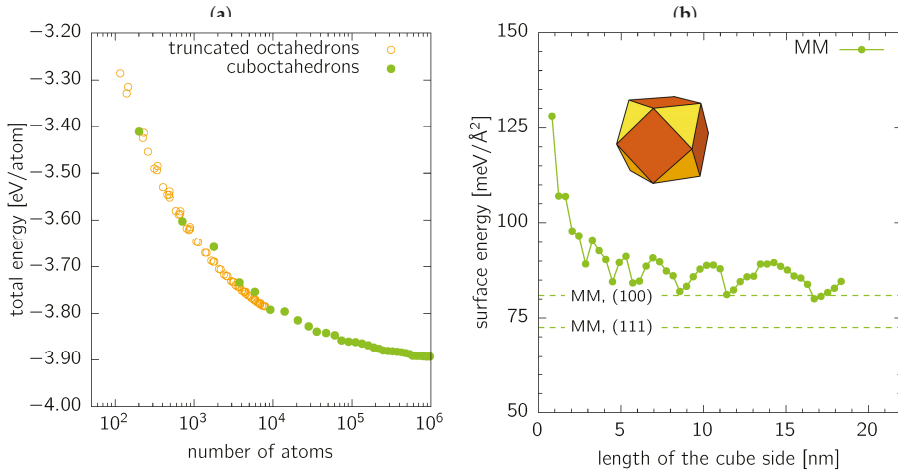 (a)
−3.20
−3.30
−3.40
−3.50
−3.60
−3.70
−3.80
−3.90
−4.00
total energy [eV/atom]
truncated octahedrons
cuboctahedrons
10² 10³ 10⁴ 10⁵ 10⁶
number of atoms
(b)
150
125
100
75
50
surface energy [meV/Å²]
MM
MM, (100)
MM, (111)
0 5 10 15 20
length of the cube side [nm]